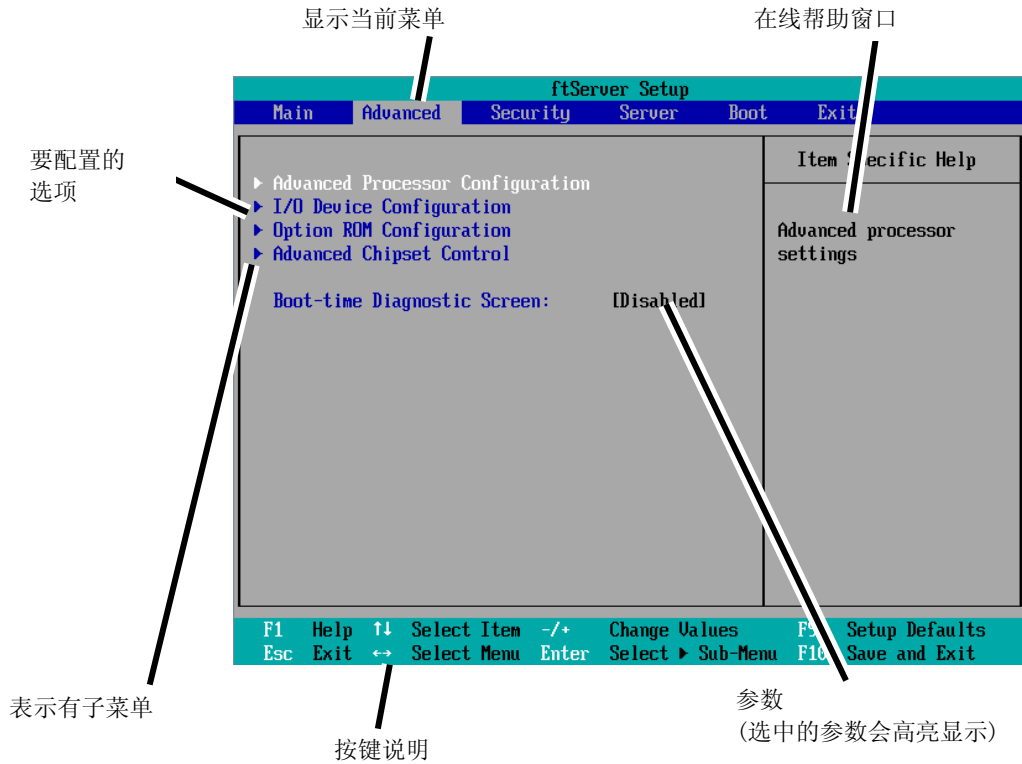 显示当前菜单
在线帮助窗口
ftServer Setup
Main Advanced Security Server Boot Exit
要配置的
选项
Item Specific Help
▶ Advanced Processor Configuration
▶ I/O Device Configuration
▶ Option ROM Configuration
▶ Advanced Chipset Control
Advanced processor
settings
Boot-time Diagnostic Screen: [Disabled]
F1 Help ↑↓ Select Item -/+ Change Values F9 Setup Defaults
Esc Exit ↔ Select Menu Enter Select ▶ Sub-Menu F10 Save and Exit
表示有子菜单
参数
(选中的参数会高亮显示)
按键说明